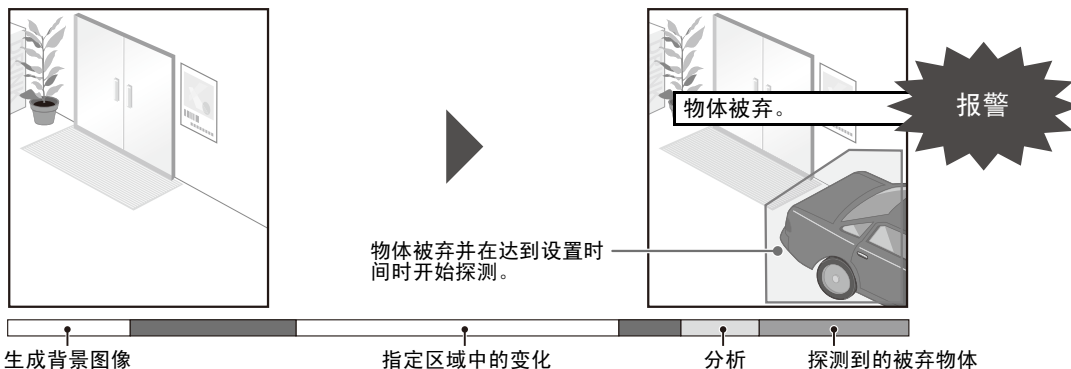 物体被弃。
报警
物体被弃并在达到设置时
间时开始探测。
生成背景图像
指定区域中的变化
分析
探测到的被弃物体